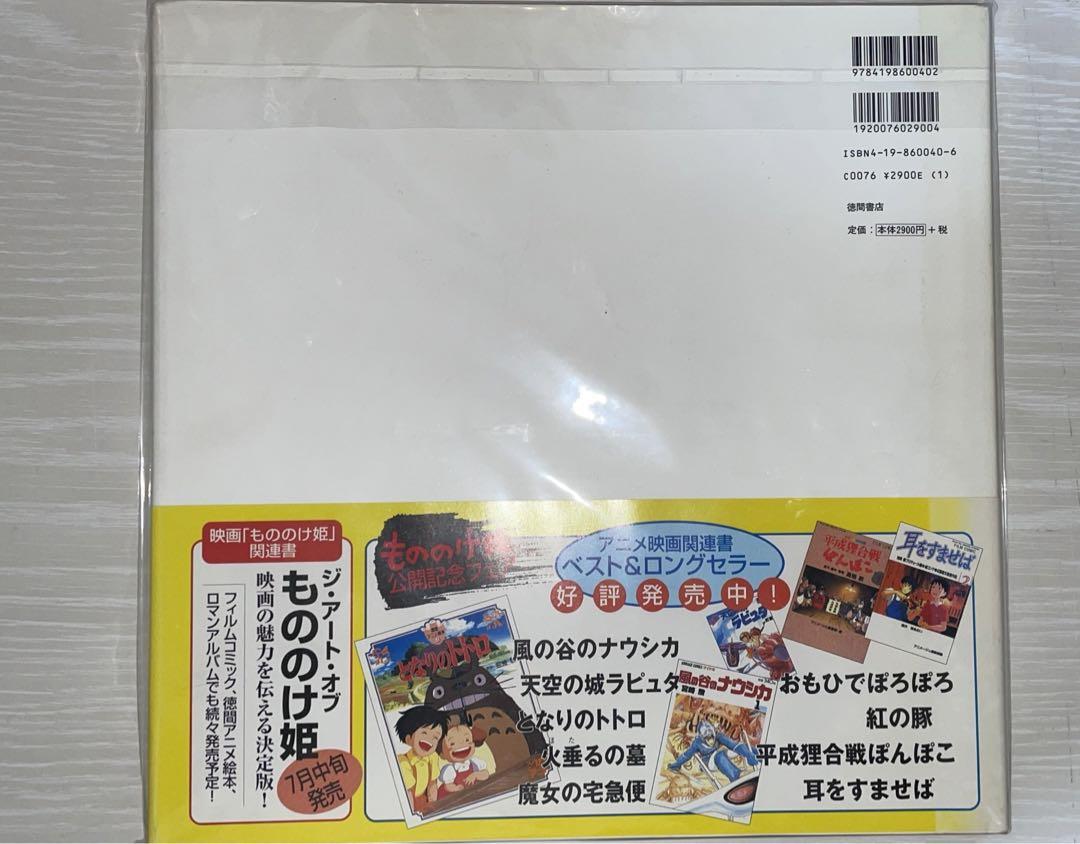 9784198600402
1920076029004
ISBN4-19-860040-6
C0076 ¥2900E (1)
徳間書店
定価：本体2900円＋税
映画「もののけ姫」
関連書
ジ・アート・オブ
もののけ姫
映画の魅力を伝える決定版！
7月中旬
発売
フィルムコミック、徳間アニメ絵本、
ロマンアルバムでも続々発売予定！
もののけ姫
公開記念フェア
アニメ映画関連書
ベスト&ロングセラー
好評発売中！
風の谷のナウシカ
天空の城ラピュタ
となりのトトロ
ほた
火垂るの墓
魔女の宅急便
おもひでぽろぽろ
紅の豚
平成狸合戦ぽんぽこ
耳をすませば
となりのトトロ
ラピュタ
風の谷のナウシカ
宮崎駿
平成狸合戦
ぽんぽこ
耳をすませば
2